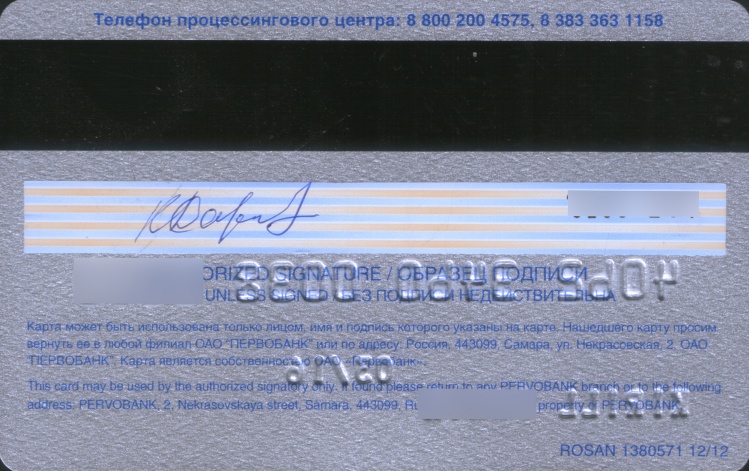 Телефон процессингового центра: 8 800 200 4575, 8 383 363 1158
SIGNATURE / ОБРАЗЕЦ ПОДПИСИ
UNLESS SIGNED / БЕЗ ПОДПИСИ НЕДЕЙСТВИТЕЛЬНА
Карта может быть использована только лицом, имя и подпись которого указаны на карте. Нашедшего карту просим
вернуть ее в любой филиал ОАО "ПЕРВОБАНК" или по адресу: Россия, 443099, Самара, ул. Некрасовская, 2, ОАО
"ПЕРВОБАНК". Карта является собственностью ОАО «Первобанк».
This card may be used by the authorized signatory only. If found please return to any PERVOBANK branch or to the following
address: PERVOBANK, 2, Nekrasovskaya street, Samara, 443099, property of PERVOBANK.
ROSAN 1380571 12/12